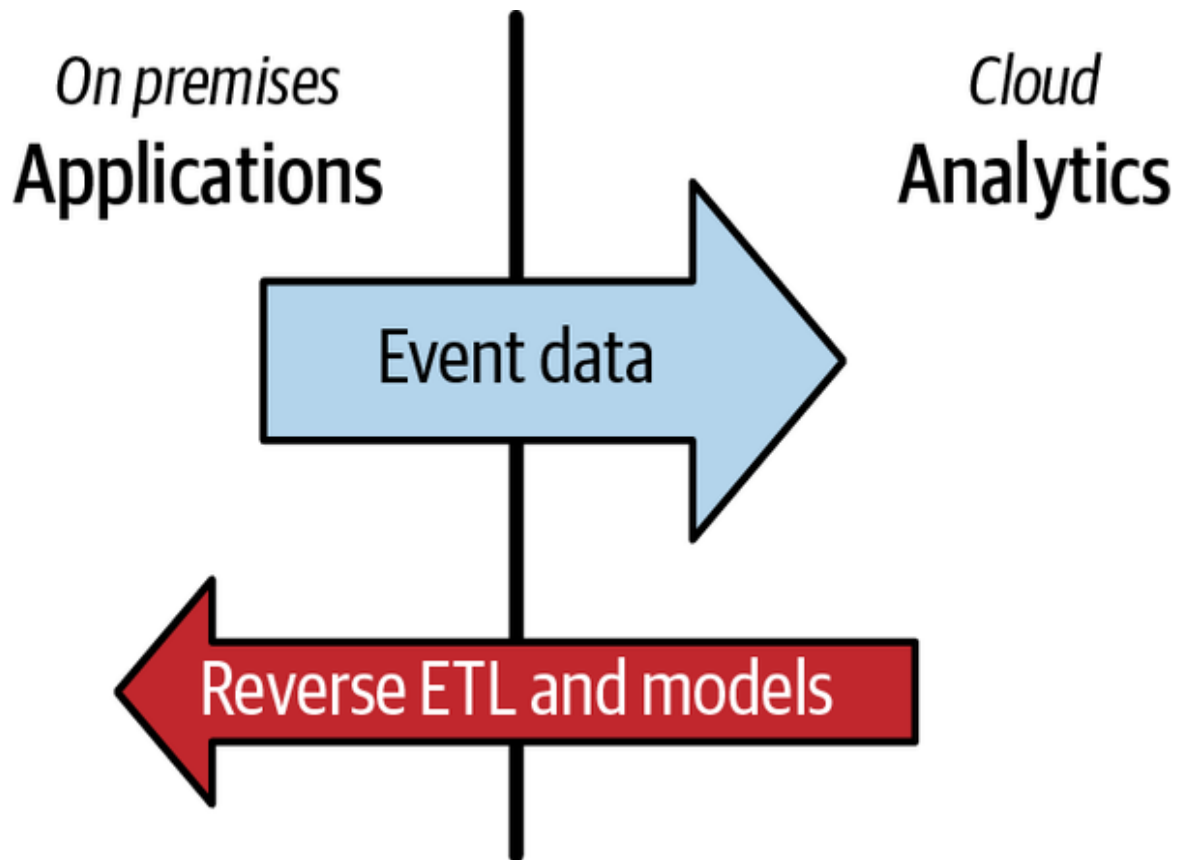 On premises
Applications
Cloud
Analytics
Event data
Reverse ETL and models